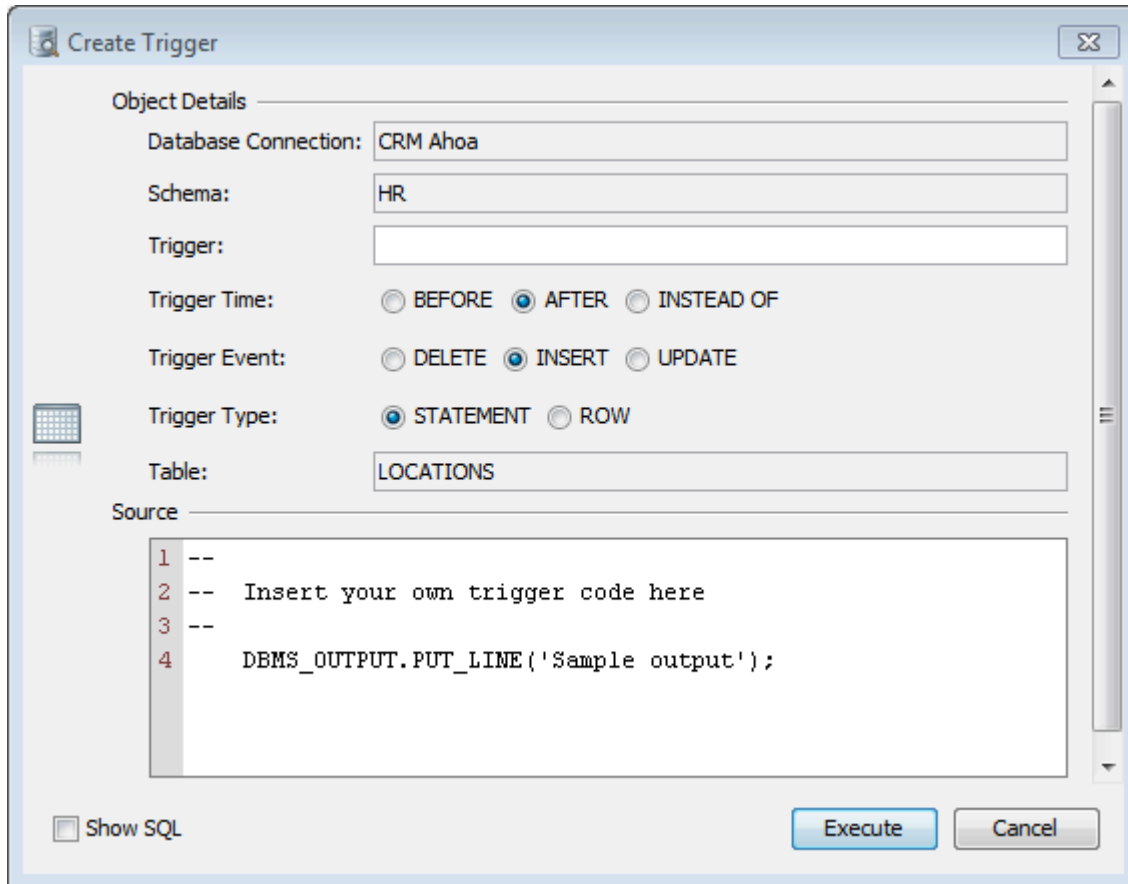 Create Trigger
Object Details
Database Connection: CRM Ahoa
Schema: HR
Trigger:
Trigger Time: BEFORE AFTER INSTEAD OF
Trigger Event: DELETE INSERT UPDATE
Trigger Type: STATEMENT ROW
Table: LOCATIONS
Source
1 --
2 --  Insert your own trigger code here
3 --
4     DBMS_OUTPUT.PUT_LINE('Sample output');
Show SQL Execute Cancel